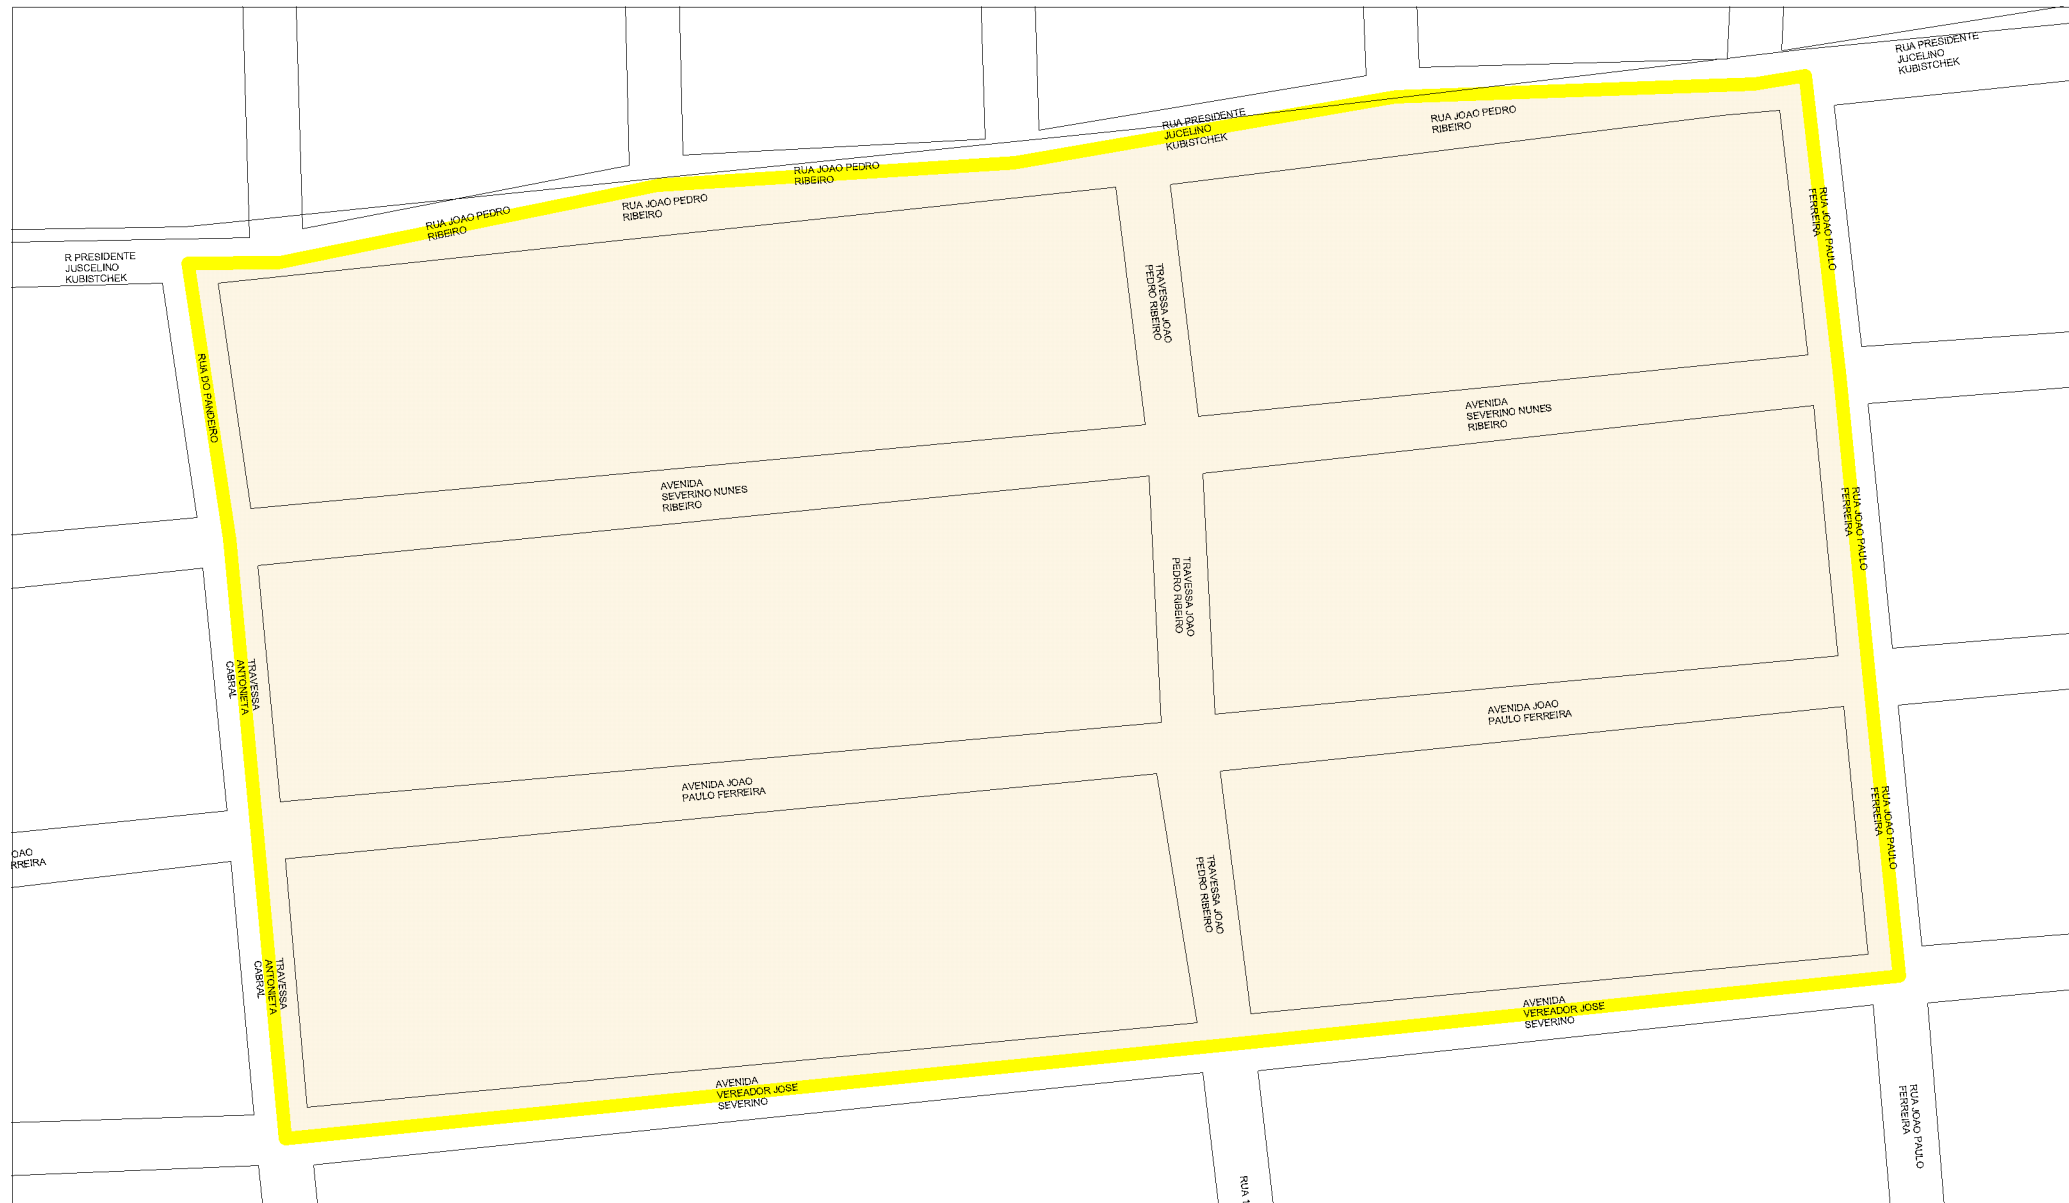 RUA PRESIDENTE
JUCELINO
KUBISTCHEK
RUA PRESIDENTE
JUCELINO
KUBISTCHEK
RUA JOAO PEDRO
RIBEIRO
RUA JOAO PEDRO
RIBEIRO
RUA JOAO PEDRO
RIBEIRO
RUA JOAO PEDRO
RIBEIRO
R PRESIDENTE
JUSCELINO
KUBISTCHEK
RUA JOAO PAULO
FERREIRA
TRAVESSA JOAO
PEDRO RIBEIRO
RUA DO PANDEIRO
AVENIDA
SEVERINO NUNES
RIBEIRO
AVENIDA
SEVERINO NUNES
RIBEIRO
RUA JOAO PAULO
FERREIRA
TRAVESSA JOAO
PEDRO RIBEIRO
TRAVESSA
ANTONIETA
CABRAL
AVENIDA JOAO
PAULO FERREIRA
AVENIDA JOAO
PAULO FERREIRA
RUA JOAO PAULO
FERREIRA
OAO
RREIRA
TRAVESSA JOAO
PEDRO RIBEIRO
TRAVESSA
ANTONIETA
CABRAL
AVENIDA
VEREADOR JOSE
SEVERINO
AVENIDA
VEREADOR JOSE
SEVERINO
RUA JOAO PAULO
FERREIRA
RUA